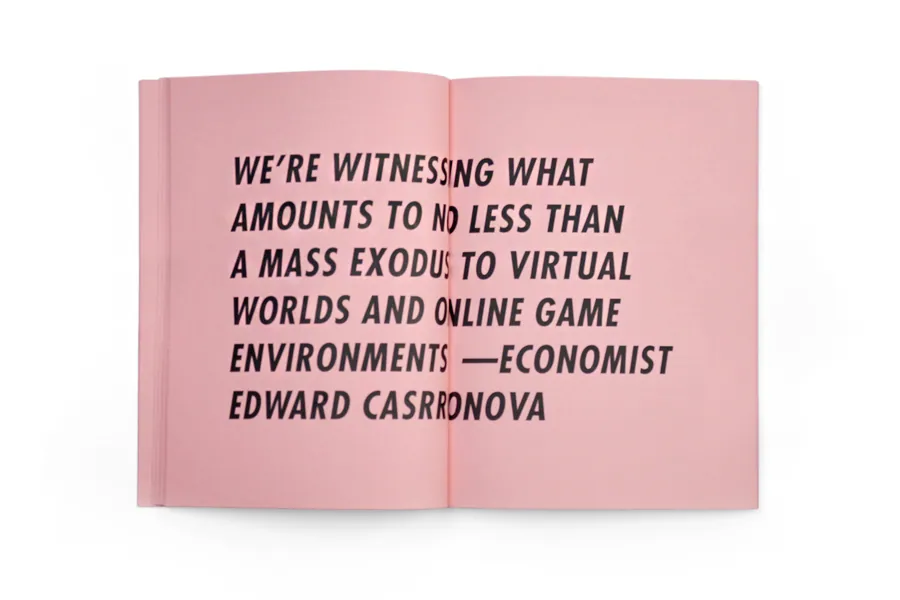 WE'RE WITNESSING WHAT
AMOUNTS TO NO LESS THAN
A MASS EXODUS TO VIRTUAL
WORLDS AND ONLINE GAME
ENVIRONMENTS —ECONOMIST
EDWARD CASRRONOVA